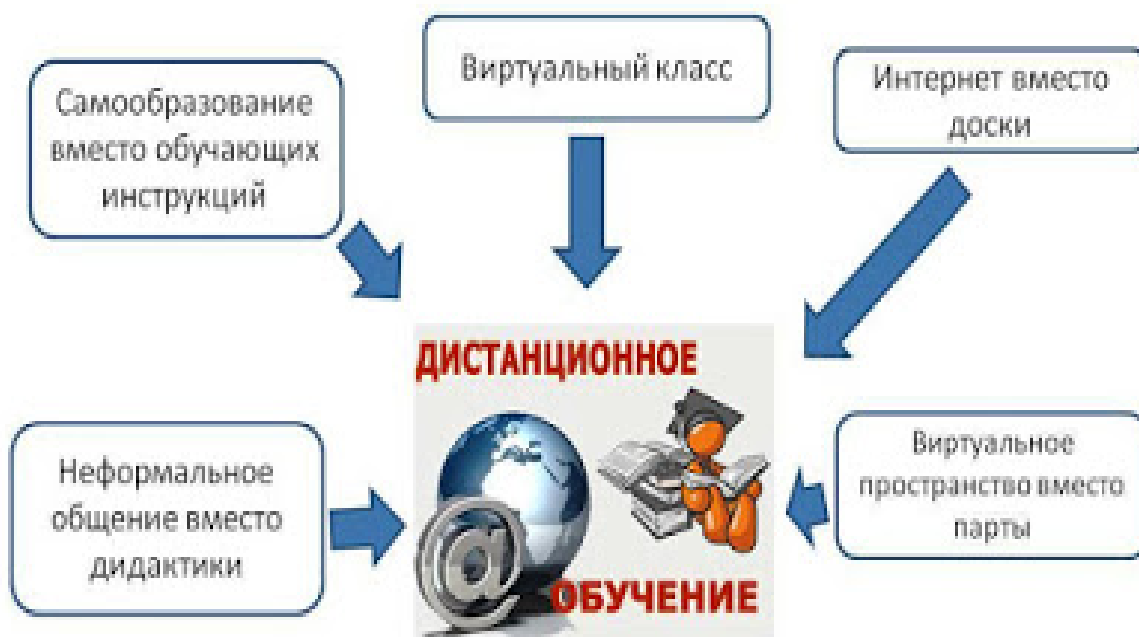 Самообразование
вместо обучающих
инструкций
Виртуальный класс
Интернет вместо
доски
ДИСТАНЦИОННОЕ
@
ОБУЧЕНИЕ
Неформальное
общение вместо
дидактики
Виртуальное
пространство вместо
парты